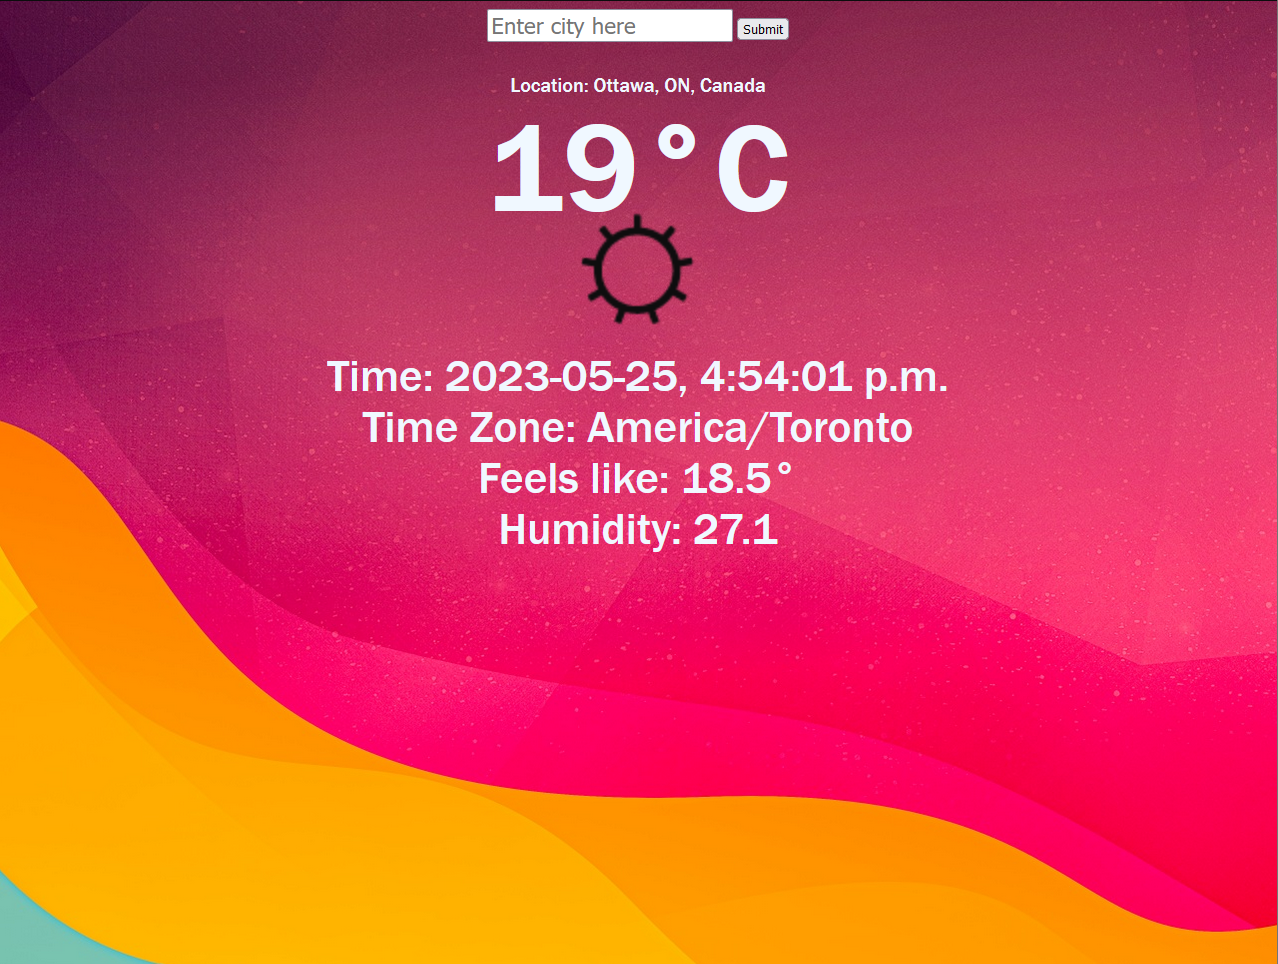 Enter city here Submit
Location: Ottawa, ON, Canada
19°C
Time: 2023-05-25, 4:54:01 p.m.
Time Zone: America/Toronto
Feels like: 18.5°
Humidity: 27.1